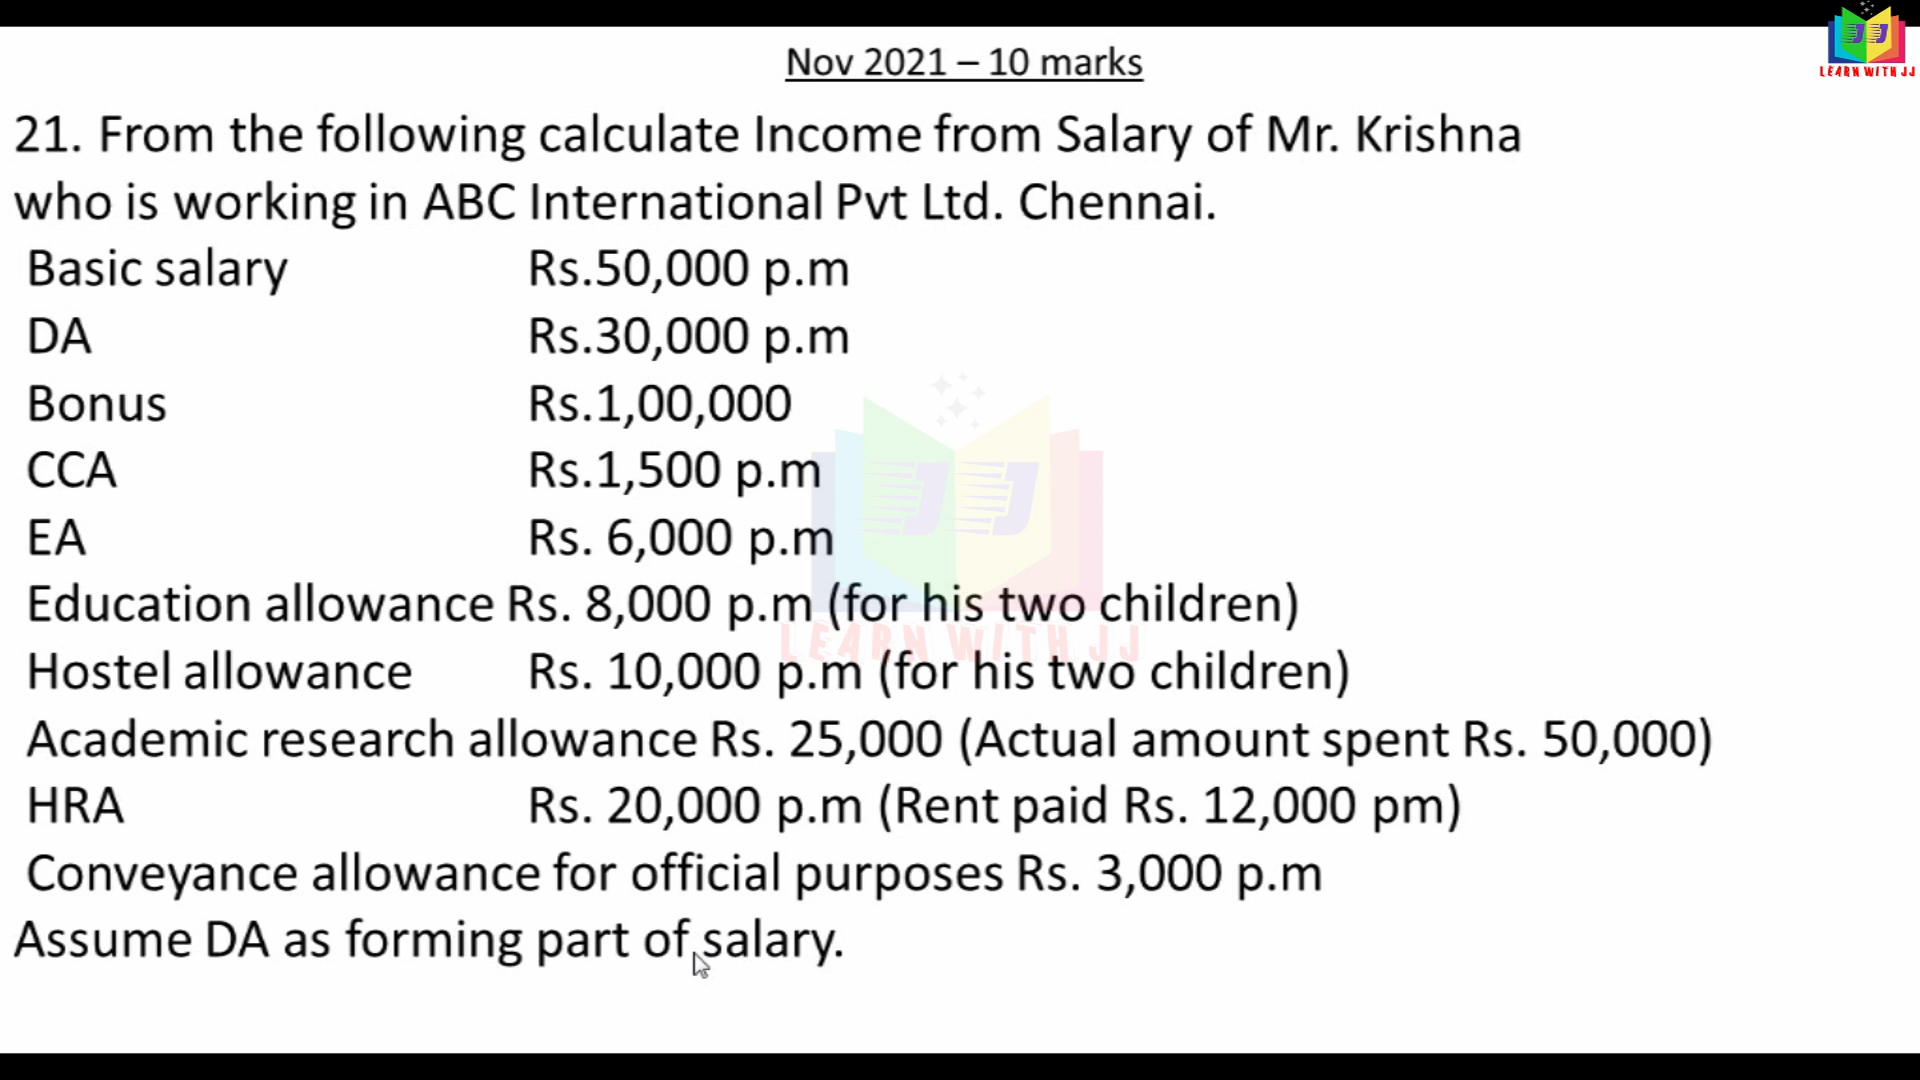 Nov 2021 – 10 marks
LEARN WITH JJ
21. From the following calculate Income from Salary of Mr. Krishna
who is working in ABC International Pvt Ltd. Chennai.
Basic salary Rs.50,000 p.m
DA Rs.30,000 p.m
Bonus Rs.1,00,000
CCA Rs.1,500 p.m
EA Rs. 6,000 p.m
Education allowance Rs. 8,000 p.m (for his two children)
LEARN WITH JJ
Hostel allowance Rs. 10,000 p.m (for his two children)
Academic research allowance Rs. 25,000 (Actual amount spent Rs. 50,000)
HRA Rs. 20,000 p.m (Rent paid Rs. 12,000 pm)
Conveyance allowance for official purposes Rs. 3,000 p.m
Assume DA as forming part of salary.